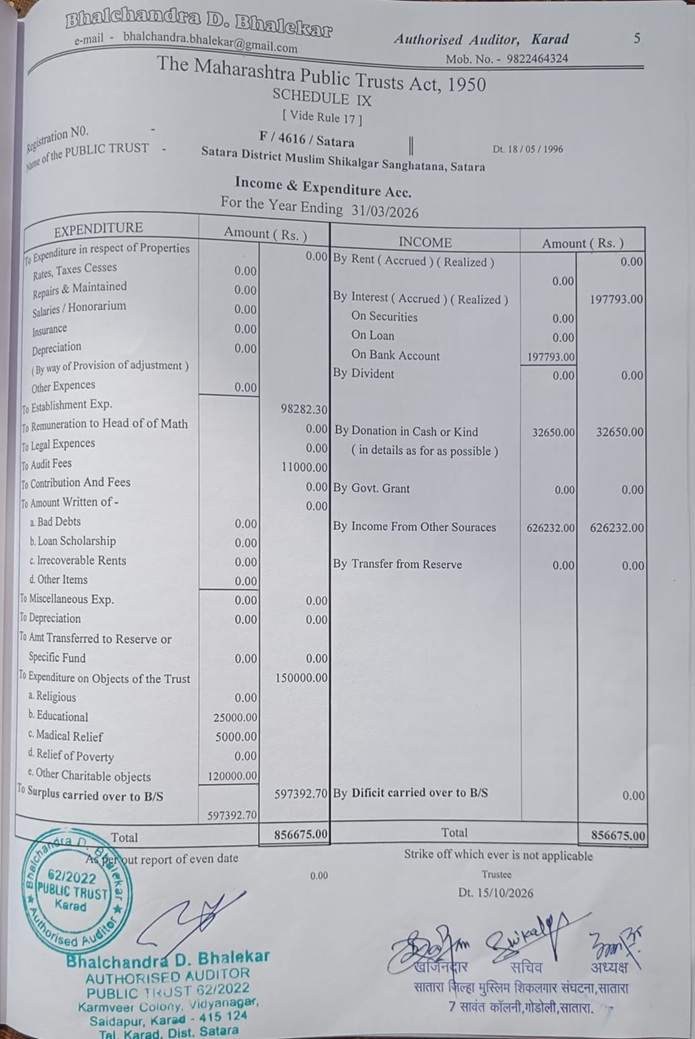 Bhalchandra D. Bhalekar
e-mail - bhalchandra.bhalekar@gmail.com
Authorised Auditor, Karad 5
Mob. No. - 9822464324
The Maharashtra Public Trusts Act, 1950
SCHEDULE IX
[ Vide Rule 17 ]
Registration N0. - F / 4616 / Satara || Dt. 18 / 05 / 1996
Name of the PUBLIC TRUST - Satara District Muslim Shikalgar Sanghatana, Satara
Income & Expenditure Acc.
For the Year Ending 31/03/2026
EXPENDITURE Amount ( Rs. ) INCOME Amount ( Rs. )
To Expenditure in respect of Properties 0.00 By Rent ( Accrued ) ( Realized ) 0.00
Rates, Taxes Cesses 0.00 0.00
Repairs & Maintained 0.00 By Interest ( Accrued ) ( Realized ) 197793.00
Salaries / Honorarium 0.00 On Securities 0.00
Insurance 0.00 On Loan 0.00
Depreciation 0.00 On Bank Account 197793.00
( By way of Provision of adjustment ) By Divident 0.00 0.00
Other Expences 0.00
To Establishment Exp. 98282.30
To Remuneration to Head of of Math 0.00 By Donation in Cash or Kind 32650.00 32650.00
To Legal Expences 0.00 ( in details as for as possible )
To Audit Fees 11000.00
To Contribution And Fees 0.00 By Govt. Grant 0.00 0.00
To Amount Written of - 0.00
a. Bad Debts 0.00 By Income From Other Souraces 626232.00 626232.00
b. Loan Scholarship 0.00
c. Irrecoverable Rents 0.00 By Transfer from Reserve 0.00 0.00
d. Other Items 0.00
To Miscellaneous Exp. 0.00 0.00
To Depreciation 0.00 0.00
To Amt Transferred to Reserve or
Specific Fund 0.00 0.00
To Expenditure on Objects of the Trust 150000.00
a. Religious 0.00
b. Educational 25000.00
c. Madical Relief 5000.00
d. Relief of Poverty 0.00
e. Other Charitable objects 120000.00
To Surplus carried over to B/S 597392.70 By Dificit carried over to B/S 0.00
597392.70
Total 856675.00 Total 856675.00
As per out report of even date Strike off which ever is not applicable
0.00 Trustee
Dt. 15/10/2026
Bhalchandra D. Bhalekar
62/2022
PUBLIC TRUST
Karad
Authorised Auditor
Bhalchandra D. Bhalekar
AUTHORISED AUDITOR
PUBLIC TRUST 62/2022
Karmveer Colony, Vidyanagar,
Saidapur, Karad - 415 124
Tal. Karad, Dist. Satara
खजिनदार सचिव अध्यक्ष
सातारा जिल्हा मुस्लिम शिकलगार संघटना,सातारा
7 सावंत कॉलनी,गोडोली,सातारा.